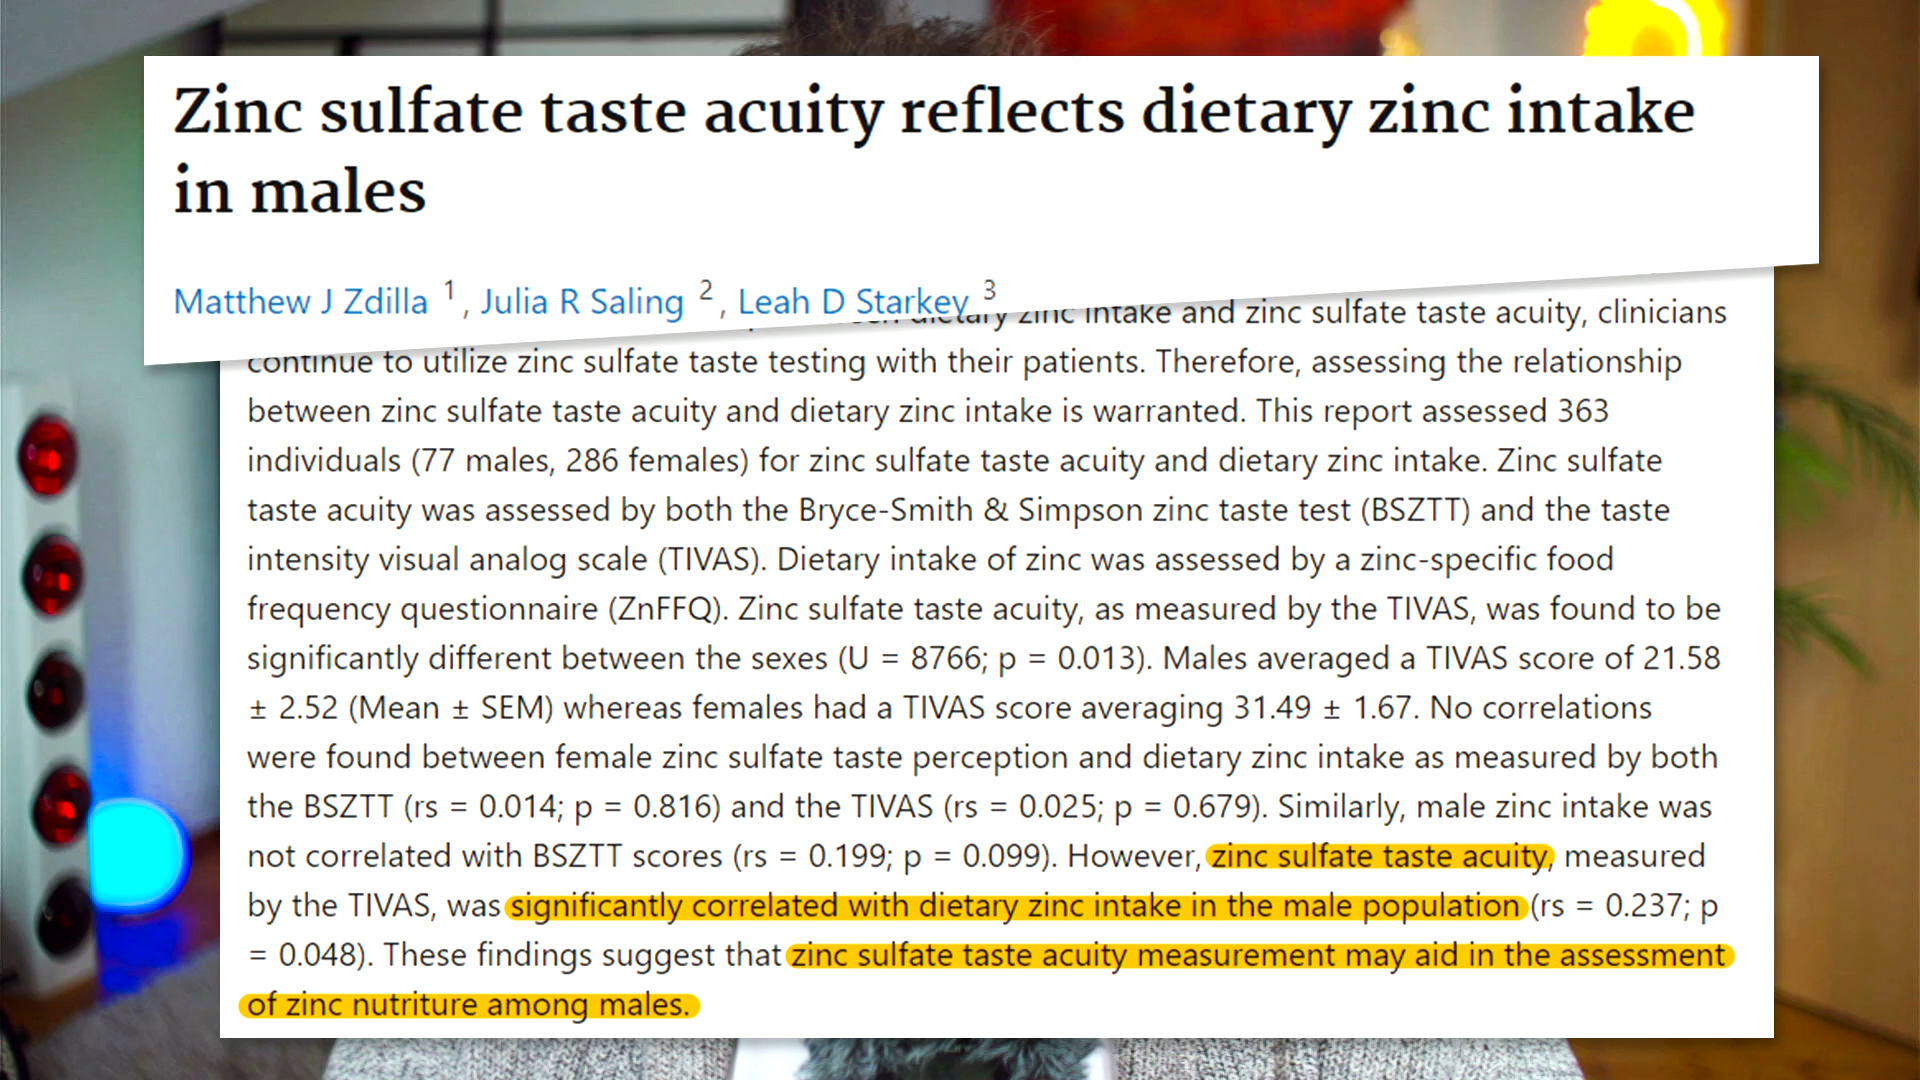 Zinc sulfate taste acuity reflects dietary zinc intake
in males
Matthew J Zdilla 1, Julia R Saling 2, Leah D Starkey 3
dietary zinc intake and zinc sulfate taste acuity, clinicians
continue to utilize zinc sulfate taste testing with their patients. Therefore, assessing the relationship
between zinc sulfate taste acuity and dietary zinc intake is warranted. This report assessed 363
individuals (77 males, 286 females) for zinc sulfate taste acuity and dietary zinc intake. Zinc sulfate
taste acuity was assessed by both the Bryce-Smith & Simpson zinc taste test (BSZTT) and the taste
intensity visual analog scale (TIVAS). Dietary intake of zinc was assessed by a zinc-specific food
frequency questionnaire (ZnFFQ). Zinc sulfate taste acuity, as measured by the TIVAS, was found to be
significantly different between the sexes (U = 8766; p = 0.013). Males averaged a TIVAS score of 21.58
± 2.52 (Mean ± SEM) whereas females had a TIVAS score averaging 31.49 ± 1.67. No correlations
were found between female zinc sulfate taste perception and dietary zinc intake as measured by both
the BSZTT (rs = 0.014; p = 0.816) and the TIVAS (rs = 0.025; p = 0.679). Similarly, male zinc intake was
not correlated with BSZTT scores (rs = 0.199; p = 0.099). However, zinc sulfate taste acuity, measured
by the TIVAS, was significantly correlated with dietary zinc intake in the male population (rs = 0.237; p
= 0.048). These findings suggest that zinc sulfate taste acuity measurement may aid in the assessment
of zinc nutriture among males.